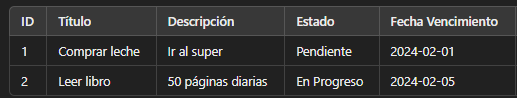 ID Título Descripción Estado Fecha Vencimiento
1 Comprar leche Ir al super Pendiente 2024-02-01
2 Leer libro 50 páginas diarias En Progreso 2024-02-05